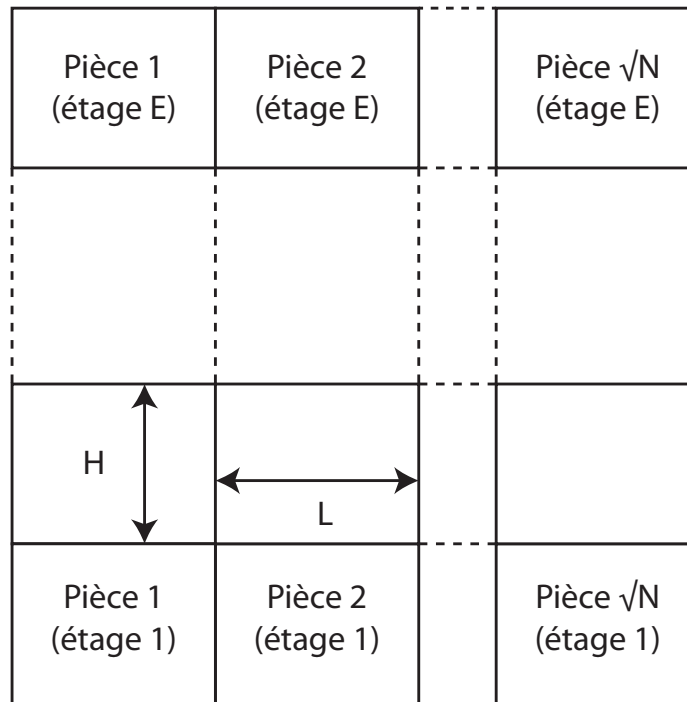 Pièce 1
(étage E)
Pièce 2
(étage E)
Pièce √N
(étage E)
H
L
Pièce 1
(étage 1)
Pièce 2
(étage 1)
Pièce √N
(étage 1)